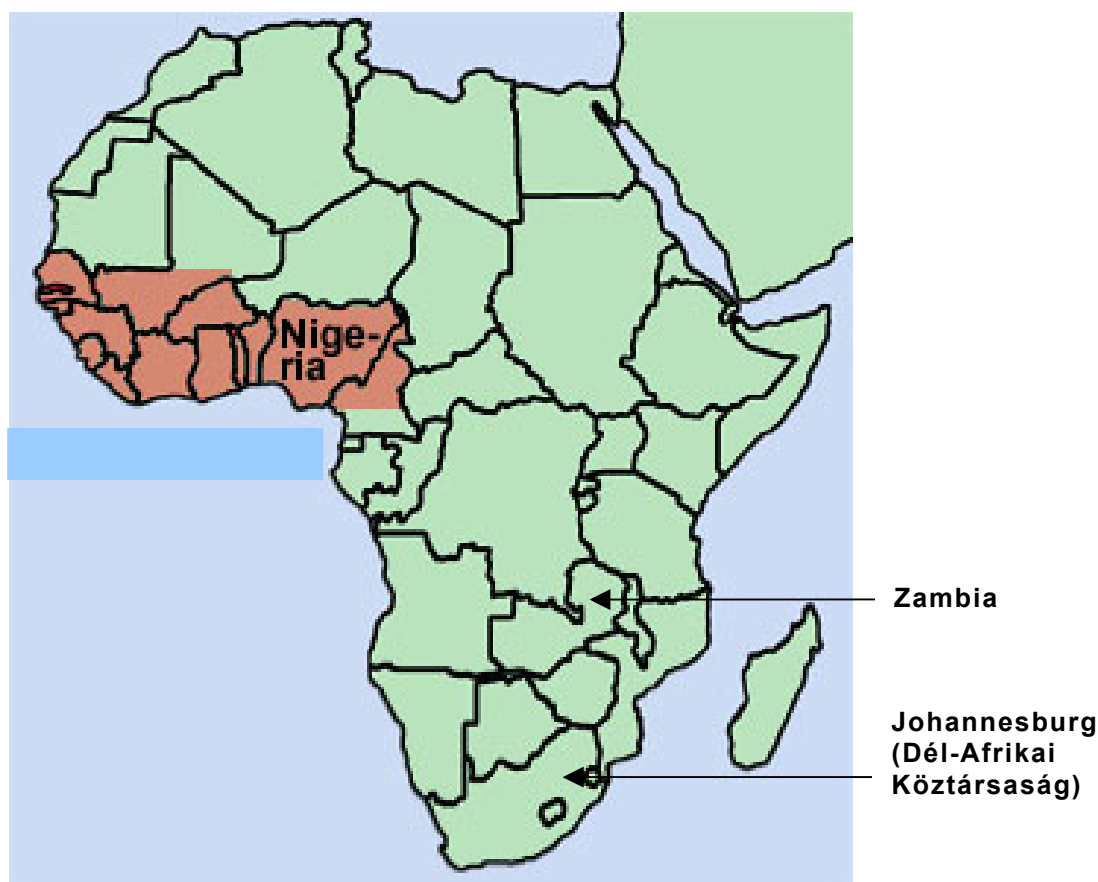 Nige-
ria
Zambia
Johannesburg
(Dél-Afrikai
Köztársaság)